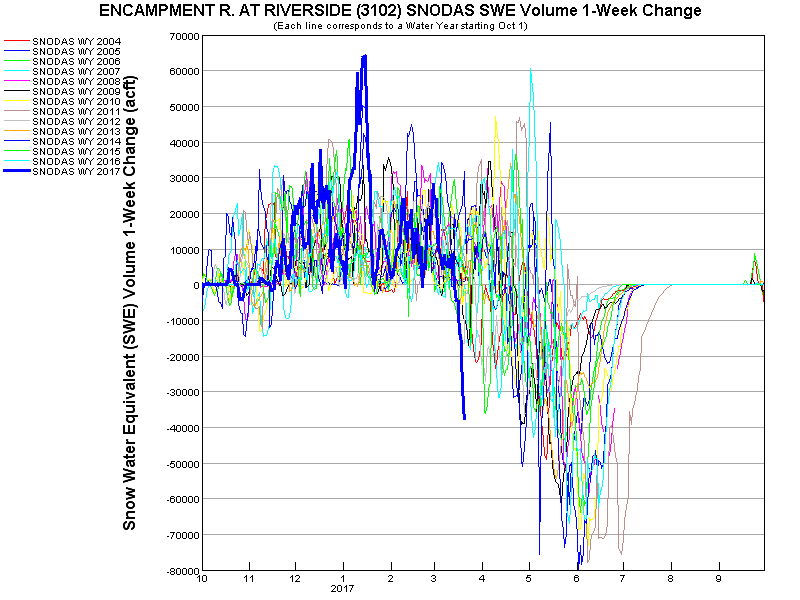 ENCAMPMENT R. AT RIVERSIDE (3102) SNODAS SWE Volume 1-Week Change
(Each line corresponds to a Water Year starting Oct 1)
SNODAS WY 2004
SNODAS WY 2005
SNODAS WY 2006
SNODAS WY 2007
SNODAS WY 2008
SNODAS WY 2009
SNODAS WY 2010
SNODAS WY 2011
SNODAS WY 2012
SNODAS WY 2013
SNODAS WY 2014
SNODAS WY 2015
SNODAS WY 2016
SNODAS WY 2017
Snow Water Equivalent (SWE) Volume 1-Week Change (acft)
70000
60000
50000
40000
30000
20000
10000
0
-10000
-20000
-30000
-40000
-50000
-60000
-70000
-80000
10 11 12 1 2 3 4 5 6 7 8 9
2017